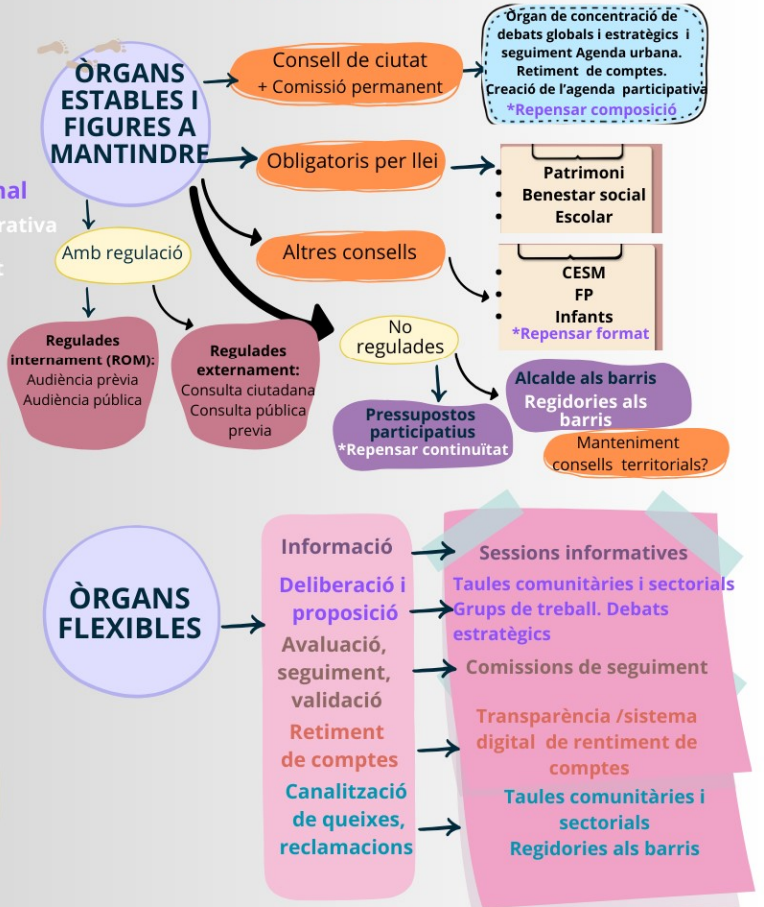 ÒRGANS
ESTABLES I
FIGURES A
MANTINDRE
Consell de ciutat
+ Comissió permanent
Òrgan de concentració de
debats globals i estratègics i
seguiment Agenda urbana.
Retiment de comptes.
Creació de l'agenda participativa
*Repensar composició
Obligatoris per llei
Patrimoni
Benestar social
Escolar
Altres consells
CESM
FP
Infants
*Repensar format
Amb regulació
Regulades
internament (ROM):
Audiència prèvia
Audiència pública
Regulades
externament:
Consulta ciutadana
Consulta pública
previa
No
regulades
Pressupostos
participatius
*Repensar continuïtat
Alcalde als barris
Regidories als
barris
Manteniment
consells territorials?
ÒRGANS
FLEXIBLES
Informació
Sessions informatives
Deliberació i
proposició
Taules comunitàries i sectorials
Grups de treball. Debats
estratègics
Avaluació,
seguiment,
validació
Comissions de seguiment
Retiment
de comptes
Transparència /sistema
digital de rentiment de
comptes
Canalització
de queixes,
reclamacions
Taules comunitàries i
sectorials
Regidories als barris